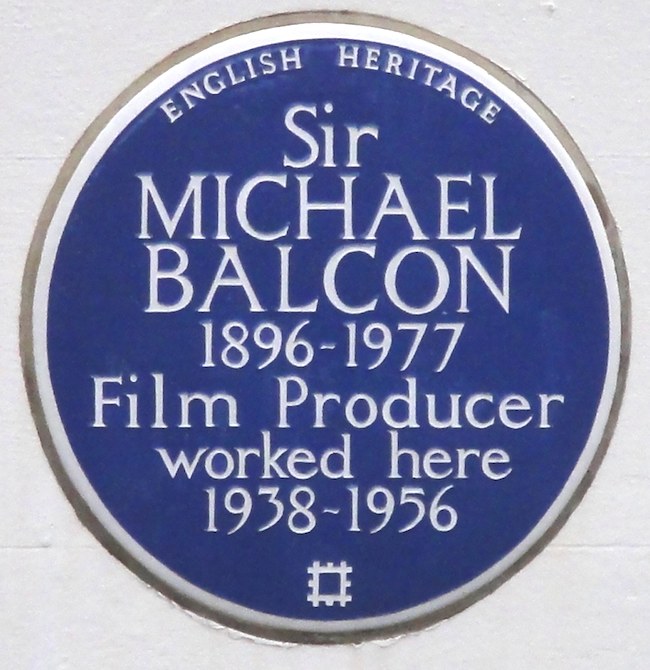 ENGLISH HERITAGE
Sir
MICHAEL
BALCON
1896-1977
Film Producer
worked here
1938-1956